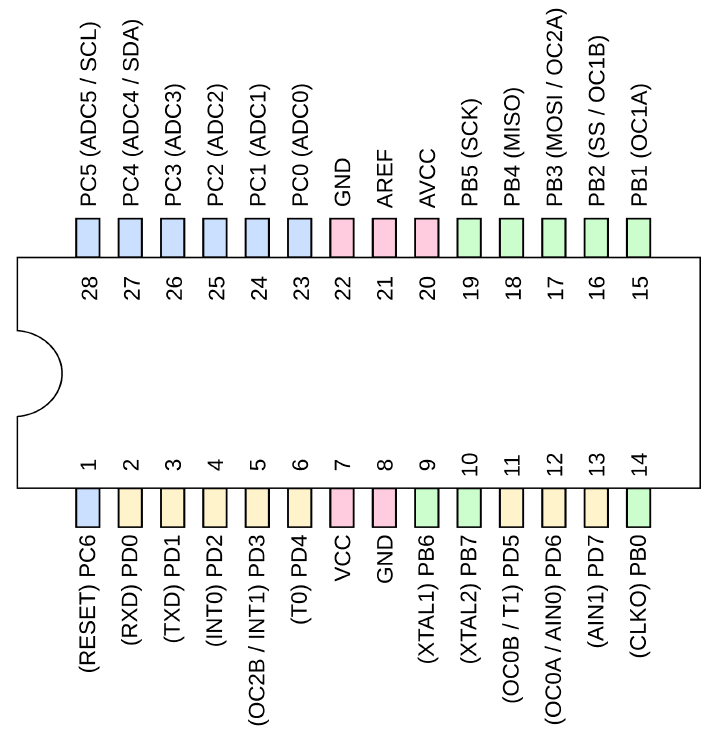 PC5 (ADC5 / SCL)
PC4 (ADC4 / SDA)
PC3 (ADC3)
PC2 (ADC2)
PC1 (ADC1)
PC0 (ADC0)
GND
AREF
AVCC
PB5 (SCK)
PB4 (MISO)
PB3 (MOSI / OC2A)
PB2 (SS / OC1B)
PB1 (OC1A)
28
27
26
25
24
23
22
21
20
19
18
17
16
15
1
2
3
4
5
6
7
8
9
10
11
12
13
14
(RESET) PC6
(RXD) PD0
(TXD) PD1
(INT0) PD2
(OC2B / INT1) PD3
(T0) PD4
VCC
GND
(XTAL1) PB6
(XTAL2) PB7
(OC0B / T1) PD5
(OC0A / AIN0) PD6
(AIN1) PD7
(CLKO) PB0